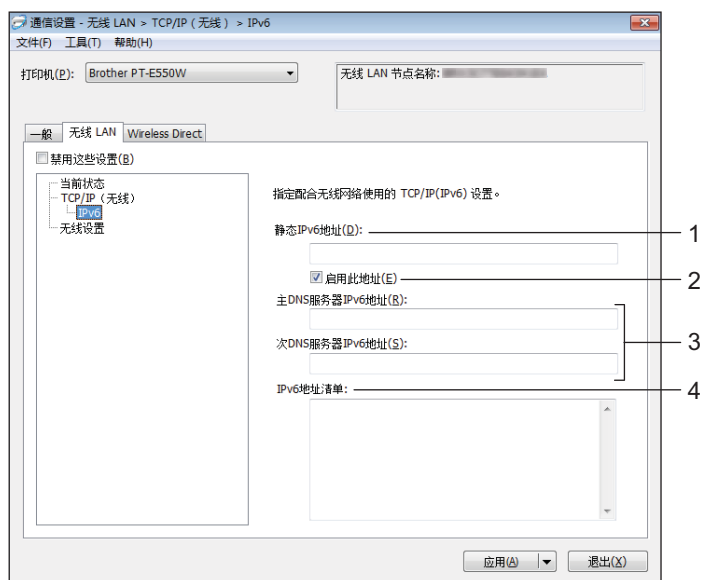 通信设置 - 无线 LAN > TCP/IP（无线） > IPv6
文件(F) 工具(T) 帮助(H)
打印机(P): Brother PT-E550W
无线 LAN 节点名称:
一般 无线 LAN Wireless Direct
禁用这些设置(B)
当前状态
TCP/IP（无线）
IPv6
无线设置
指定配合无线网络使用的 TCP/IP(IPv6) 设置。
静态IPv6地址(D): 1
启用此地址(E) 2
主DNS服务器IPv6地址(R):
3
次DNS服务器IPv6地址(S):
IPv6地址清单: 4
应用(A) 退出(X)